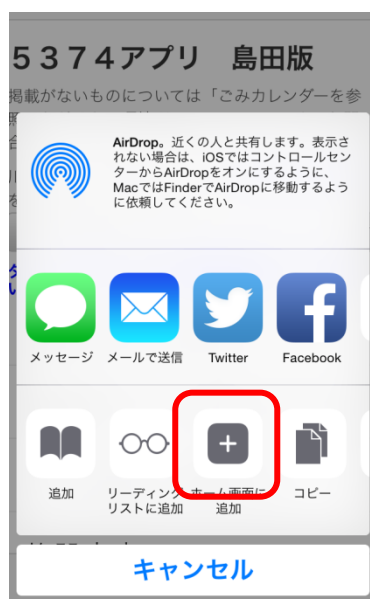 ５３７４アプリ　島田版
掲載がないものについては「ごみカレンダーを参
AirDrop。近くの人と共有します。表示さ
れない場合は、iOSではコントロールセン
ターからAirDropをオンにするように、
MacではFinderでAirDropに移動するよう
に依頼してください。
メッセージ
メールで送信
Twitter
Facebook
追加
リーディング
リストに追加
ホーム画面に
追加
コピー
キャンセル